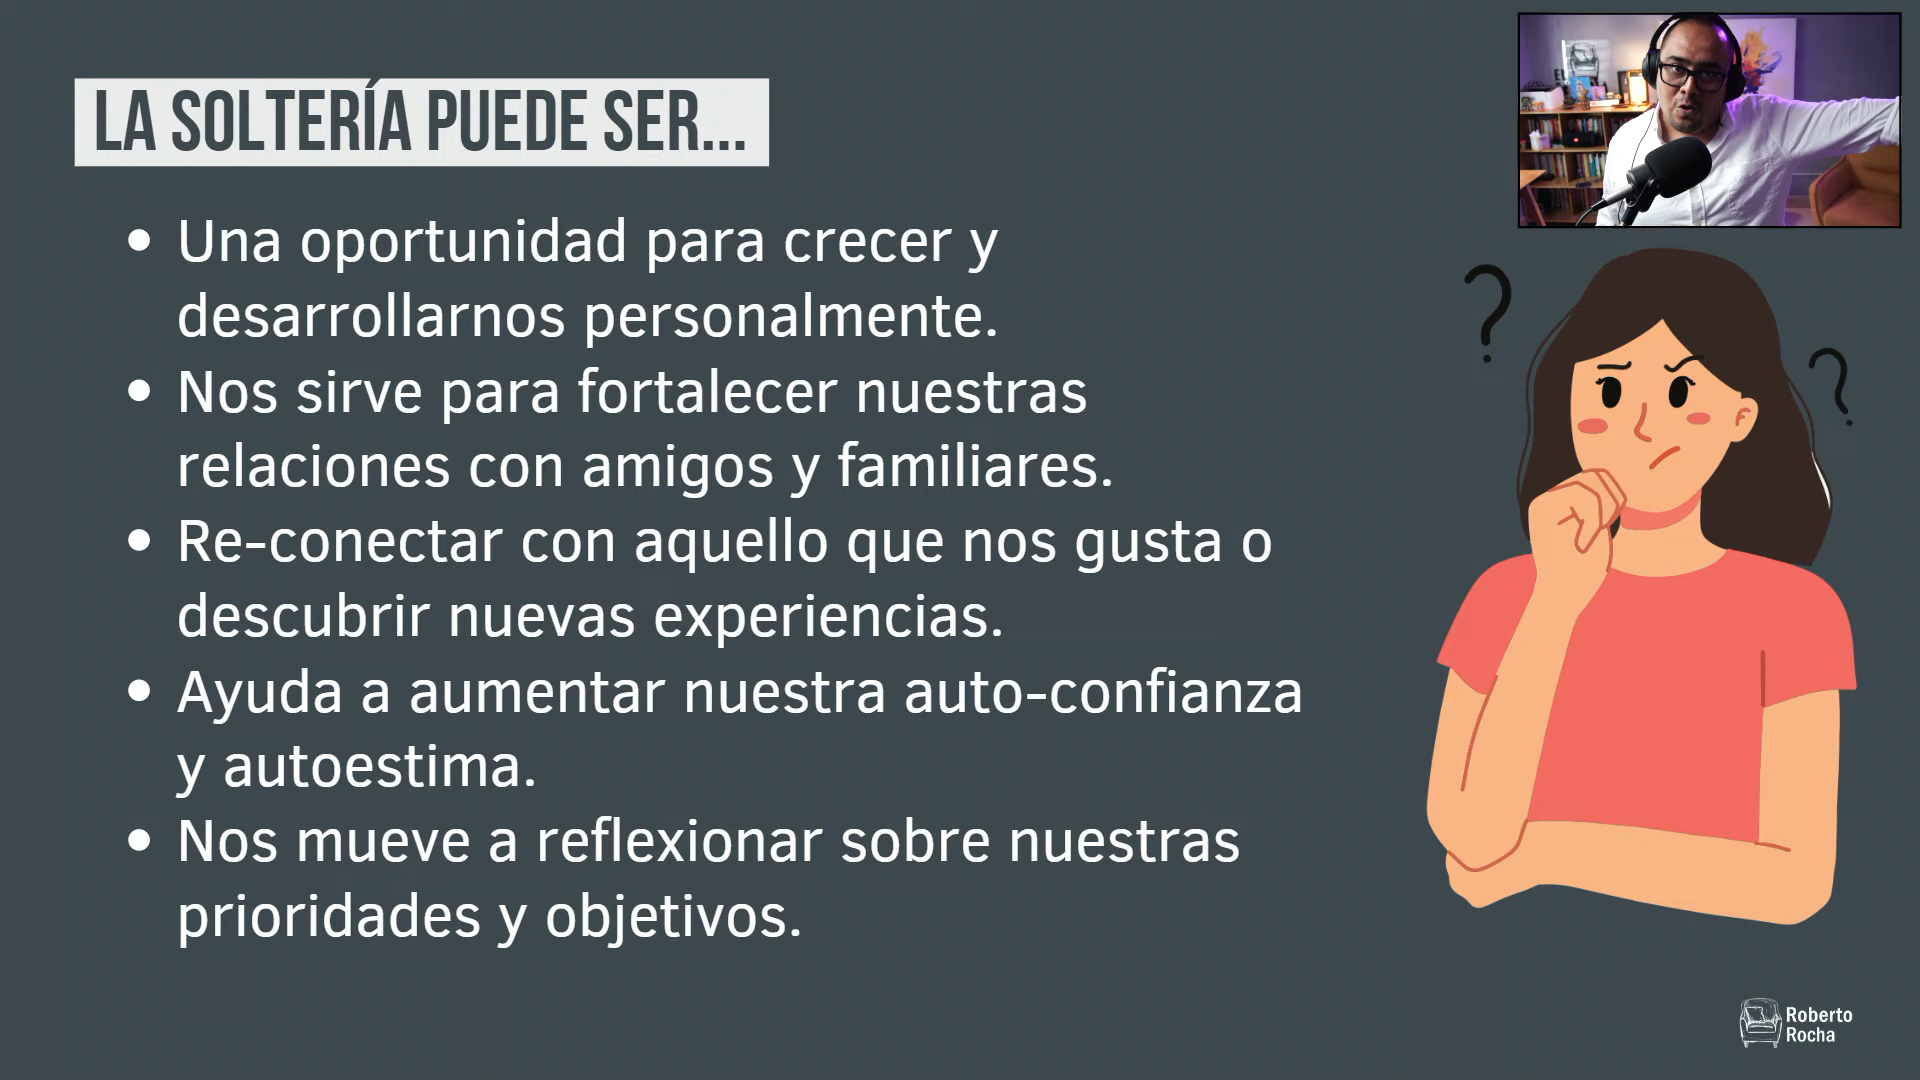 LA SOLTERÍA PUEDE SER...
• Una oportunidad para crecer y
desarrollarnos personalmente.
• Nos sirve para fortalecer nuestras
relaciones con amigos y familiares.
• Re-conectar con aquello que nos gusta o
descubrir nuevas experiencias.
• Ayuda a aumentar nuestra auto-confianza
y autoestima.
• Nos mueve a reflexionar sobre nuestras
prioridades y objetivos.
? ?
Roberto
Rocha